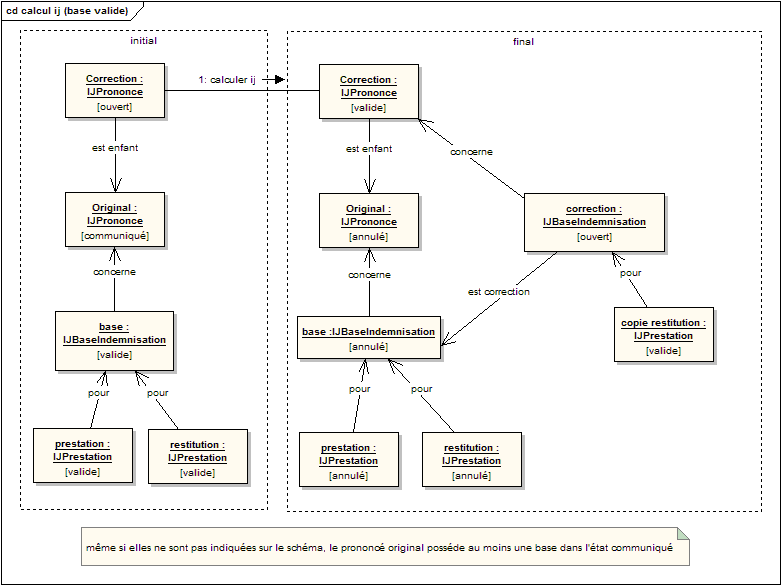 cd calcul ij (base valide)
initial
Correction :
IJPrononce
[ouvert]
est enfant
Original :
IJPrononce
[communiqué]
concerne
base :
IJBaseIndemnisation
[valide]
pour
pour
prestation :
IJPrestation
[valide]
restitution :
IJPrestation
[valide]
1: calculer ij
final
Correction :
IJPrononce
[valide]
est enfant
concerne
Original :
IJPrononce
[annulé]
correction :
IJBaseIndemnisation
[ouvert]
concerne
est correction
pour
base :IJBaseIndemnisation
[annulé]
copie restitution :
IJPrestation
[valide]
pour
pour
prestation :
IJPrestation
[annulé]
restitution :
IJPrestation
[annulé]
même si elles ne sont pas indiquées sur le schéma, le prononcé original posséde au moins une base dans l'état communiqué